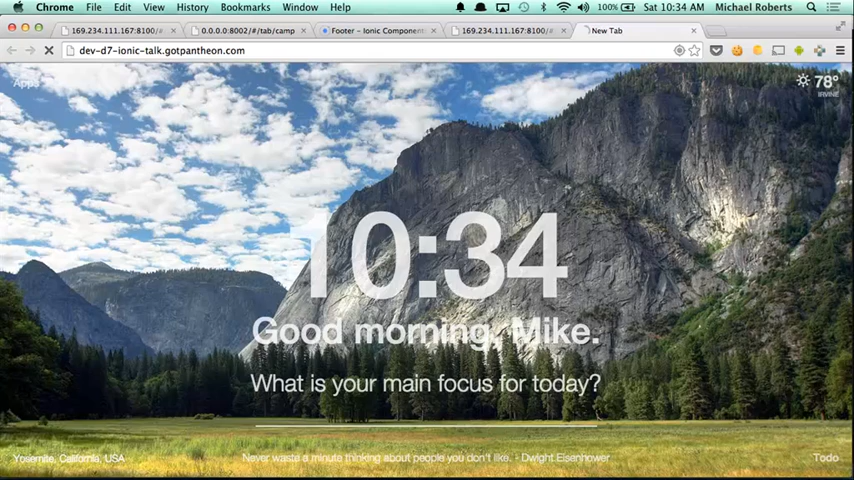 Chrome File Edit View History Bookmarks Window Help 100% Sat 10:34 AM Michael Roberts
169.234.111.167:8100/ 0.0.0.0:8002/#/tab/camp Footer - Ionic Component 169.234.111.167:8100/# New Tab
dev-d7-ionic-talk.gotpantheon.com
Apps 78°
IRVINE
10:34
Good morning, Mike.
What is your main focus for today?
Yosemite, California, USA Never waste a minute thinking about people you don't like. - Dwight Eisenhower Todo